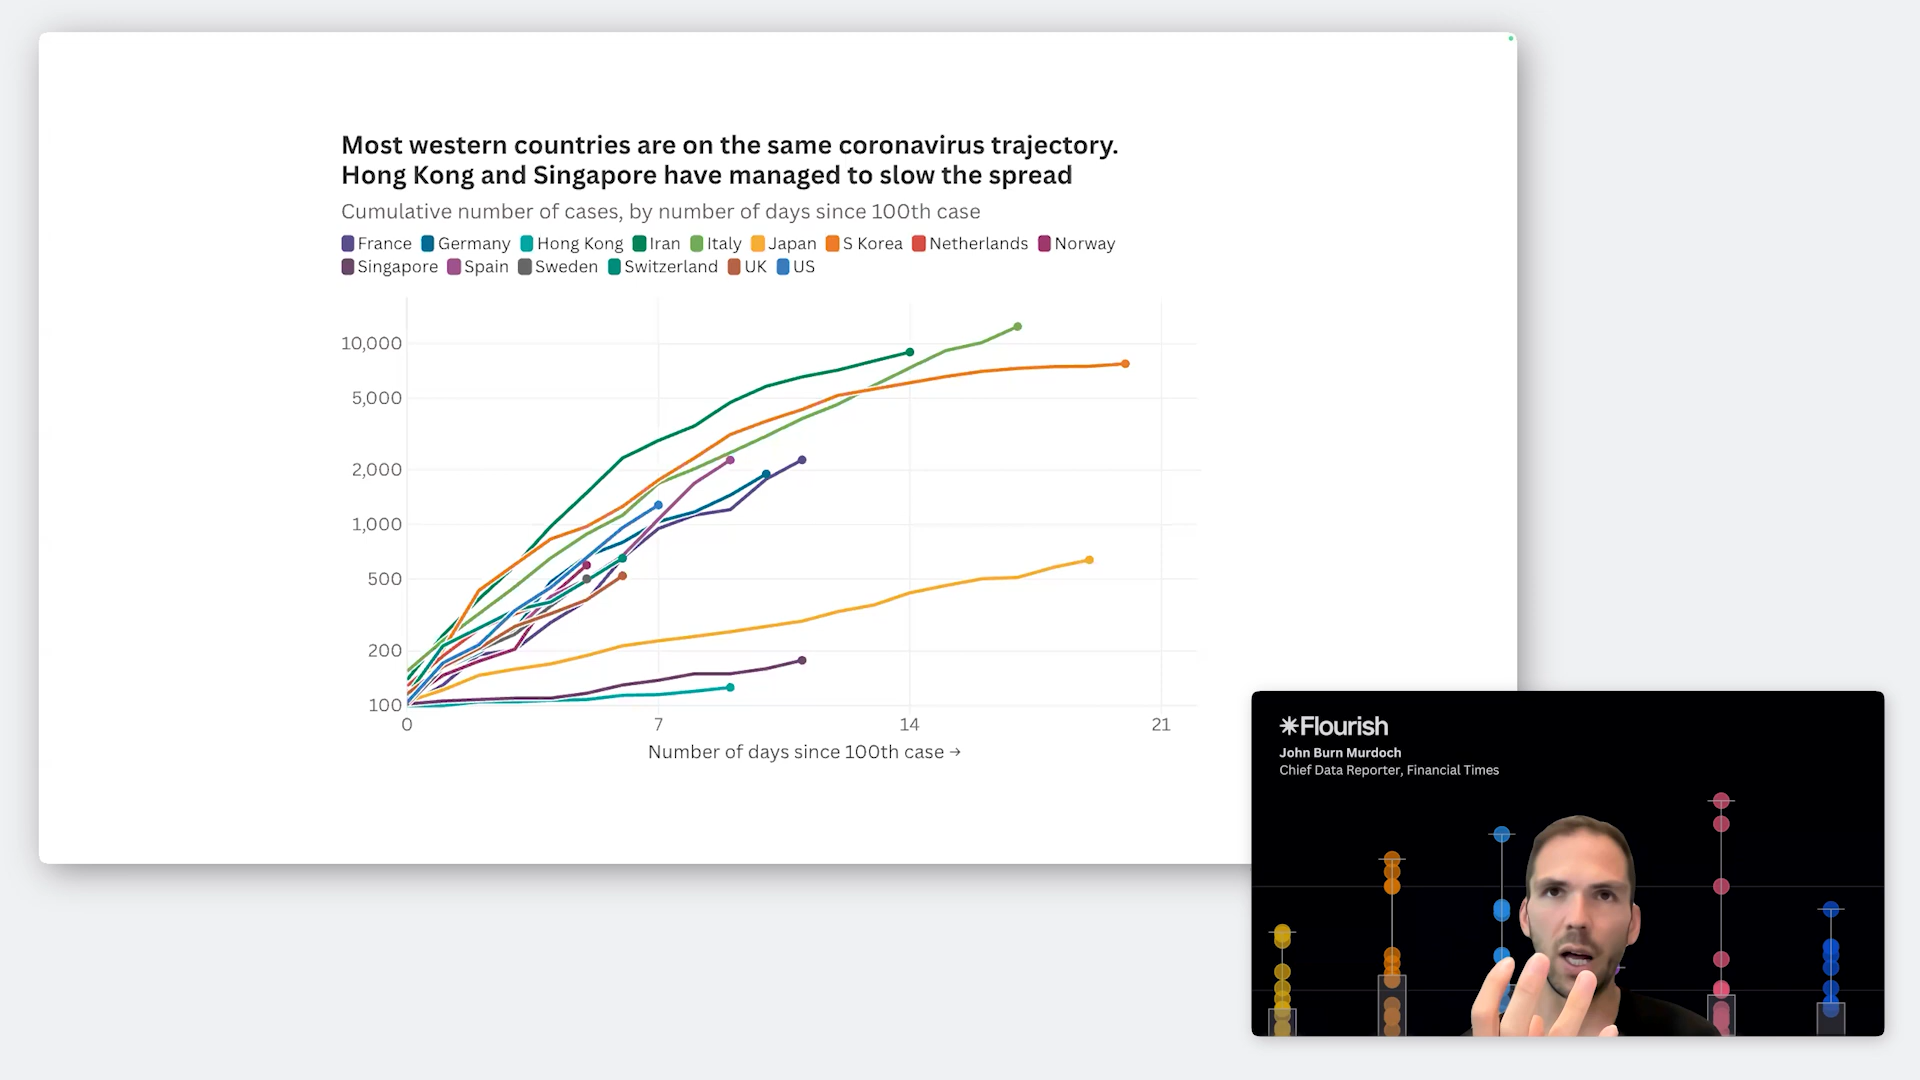 Most western countries are on the same coronavirus trajectory.
Hong Kong and Singapore have managed to slow the spread
Cumulative number of cases, by number of days since 100th case
France Germany Hong Kong Iran Italy Japan S Korea Netherlands Norway
Singapore Spain Sweden Switzerland UK US
10,000
5,000
2,000
1,000
500
200
100
0 7 14 21
Number of days since 100th case →
Flourish
John Burn Murdoch
Chief Data Reporter, Financial Times